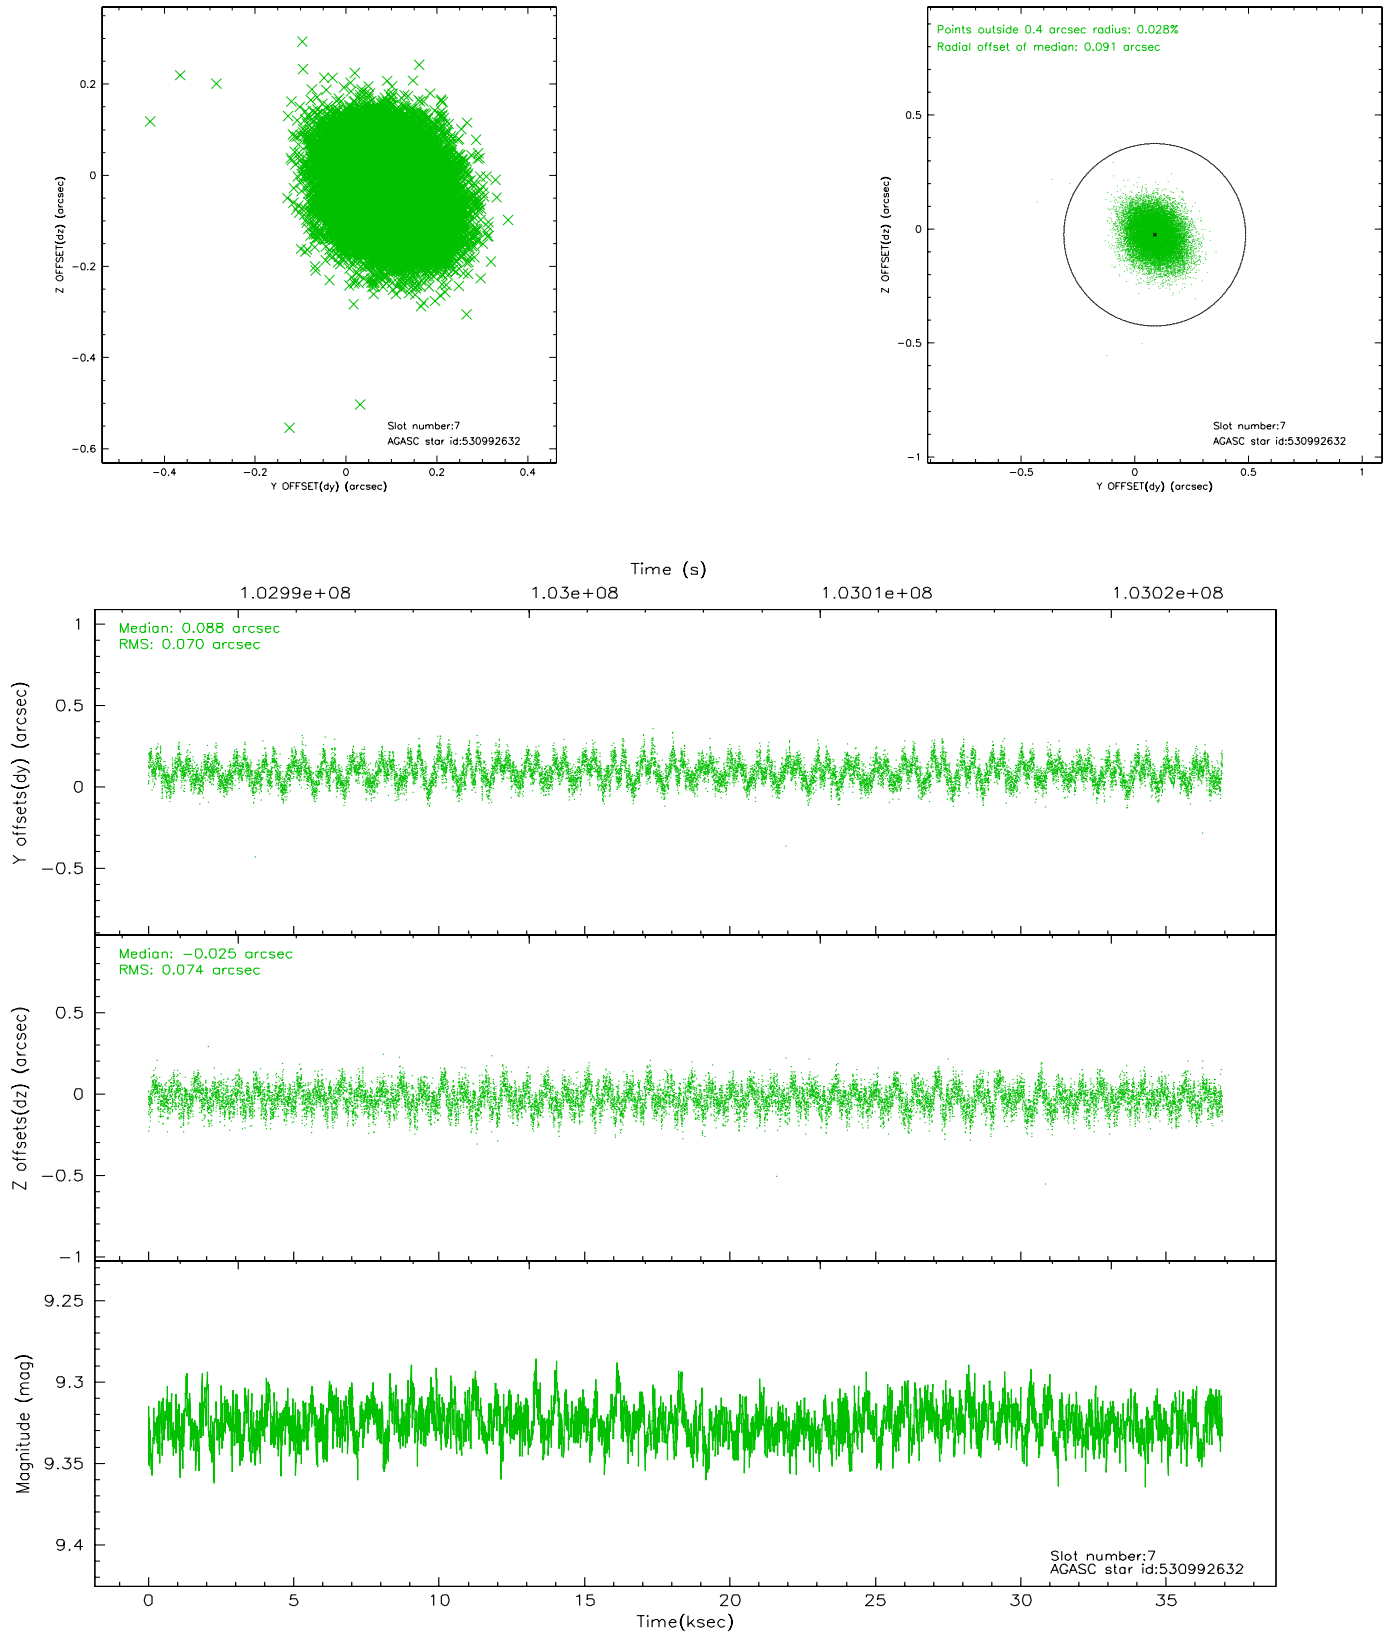 0.2
0
−0.2
−0.4
−0.6
Z OFFSET(dz) (arcsec)
−0.4 −0.2 0 0.2 0.4
Y OFFSET(dy) (arcsec)
Slot number:7
AGASC star id:530992632
Points outside 0.4 arcsec radius: 0.028%
Radial offset of median: 0.091 arcsec
0.5
0
−0.5
−1
Z OFFSET(dz) (arcsec)
−0.5 0 0.5 1
Y OFFSET(dy) (arcsec)
Slot number:7
AGASC star id:530992632
Time (s)
1.0299e+08 1.03e+08 1.0301e+08 1.0302e+08
Median: 0.088 arcsec
RMS: 0.070 arcsec
1
0.5
0
−0.5
Y offsets(dy) (arcsec)
Median: −0.025 arcsec
RMS: 0.074 arcsec
0.5
0
−0.5
−1
Z offsets(dz) (arcsec)
9.25
9.3
9.35
9.4
Magnitude (mag)
Slot number:7
AGASC star id:530992632
0 5 10 15 20 25 30 35
Time(ksec)